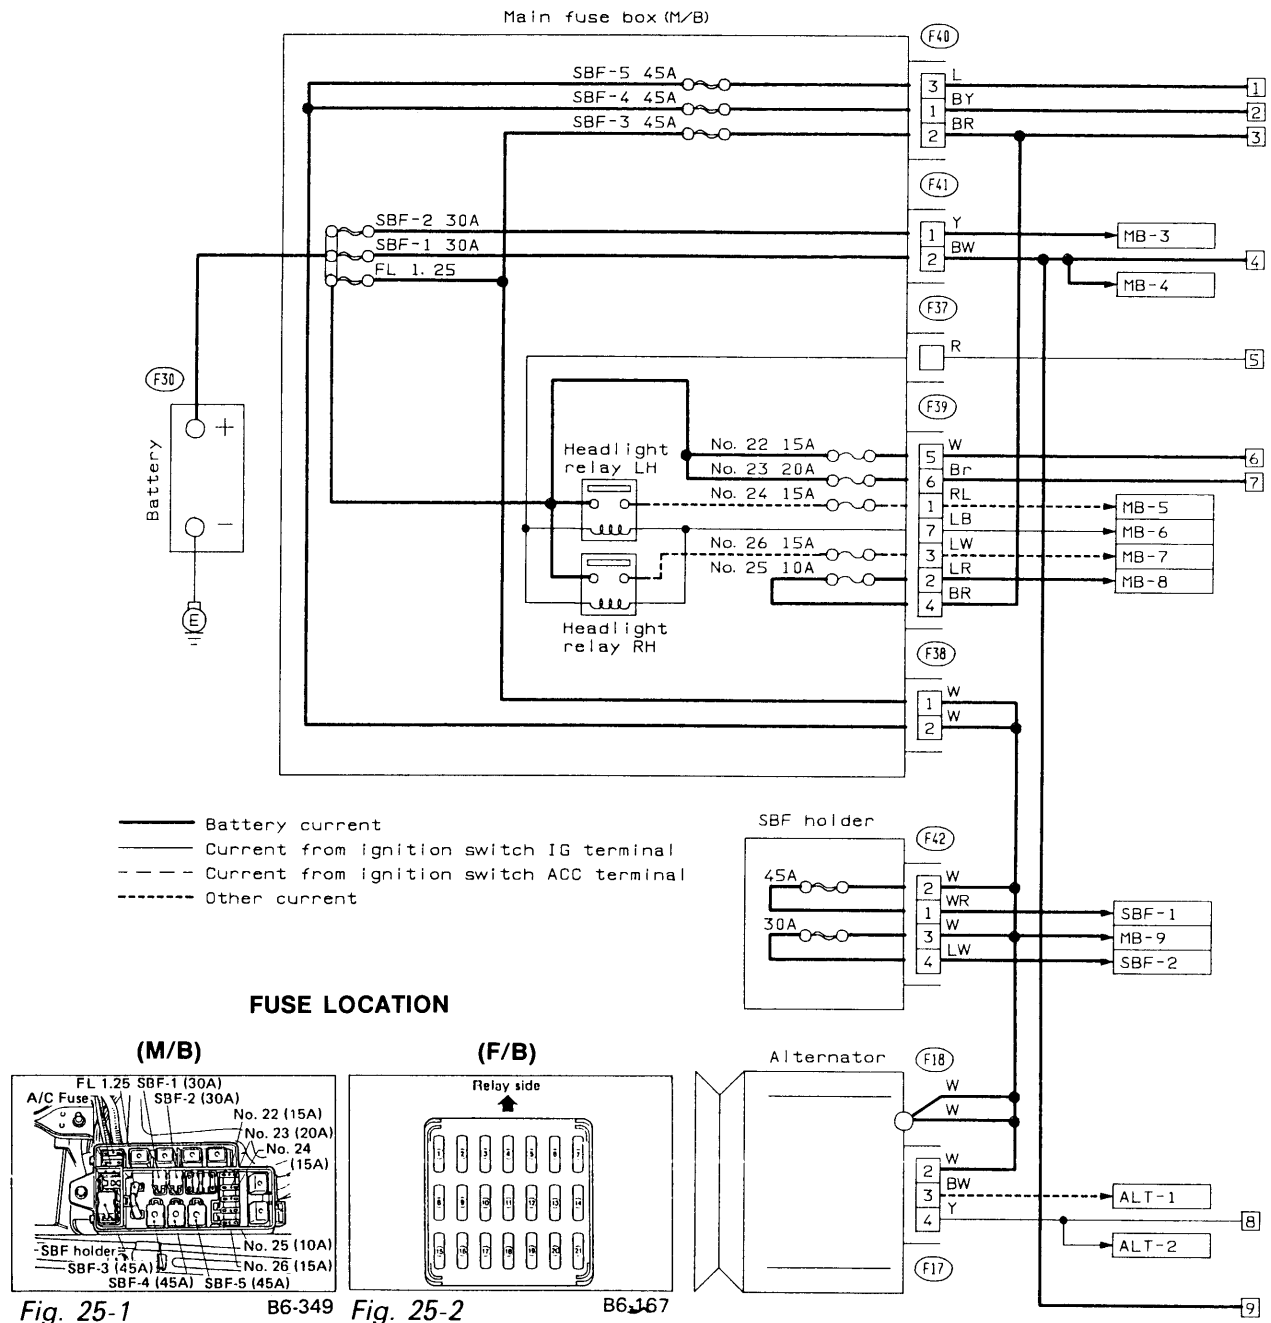 Main fuse box (M/B)
F40
SBF-5 45A
3
L
1
SBF-4 45A
1
BY
2
SBF-3 45A
2
BR
3
F41
SBF-2 30A
1
Y
MB-3
SBF-1 30A
2
BW
4
FL 1.25
MB-4
F37
R
5
F30
F39
+
-
Battery
E
Headlight
relay LH
No. 22 15A
5
W
6
No. 23 20A
6
Br
7
No. 24 15A
1
RL
MB-5
7
LB
MB-6
No. 26 15A
3
LW
MB-7
No. 25 10A
2
LR
MB-8
4
BR
Headlight
relay RH
F38
1
W
2
W
Battery current
Current from ignition switch IG terminal
Current from ignition switch ACC terminal
Other current
SBF holder
F42
45A
2
W
1
WR
SBF-1
30A
3
W
MB-9
4
LW
SBF-2
Alternator
F18
W
W
2
W
3
BW
ALT-1
4
Y
8
ALT-2
F17
9
FUSE LOCATION
(M/B)
FL 1.25 SBF-1 (30A)
A/C Fuse SBF-2 (30A)
No. 22 (15A)
No. 23 (20A)
No. 24
(15A)
No. 25 (10A)
SBF holder
SBF-3 (45A)
No. 26 (15A)
SBF-4 (45A) SBF-5 (45A)
Fig. 25-1
B6-349
(F/B)
Relay side
Fig. 25-2
B6-167